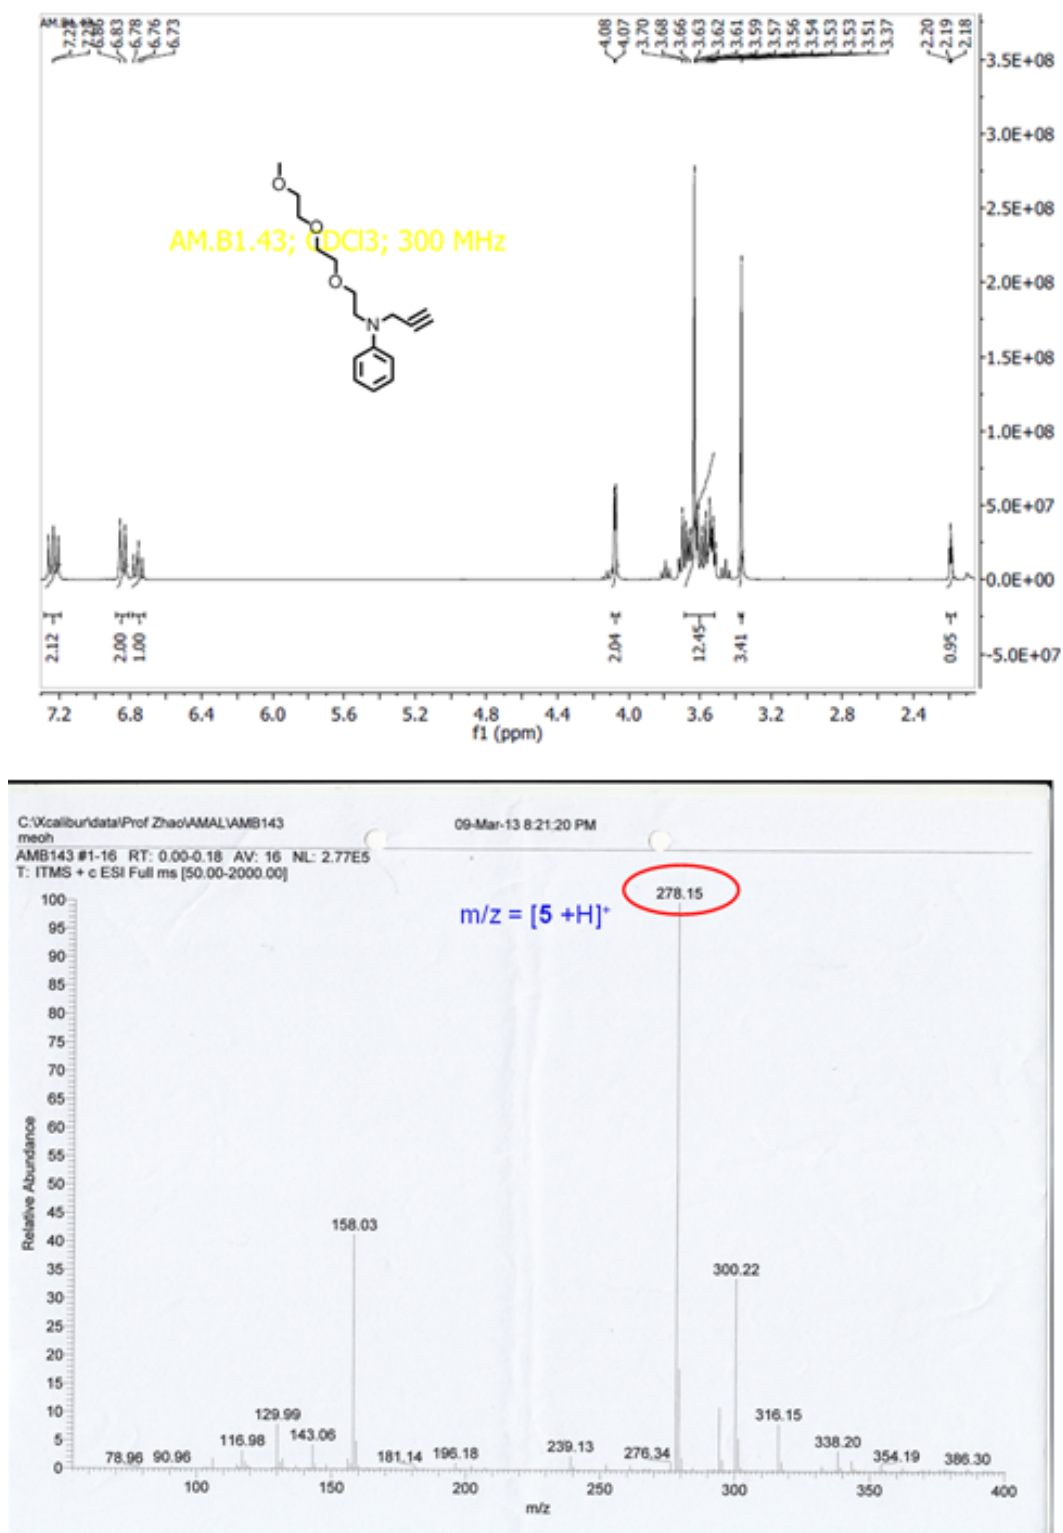 AM.B1.43
7.23
6.86
6.83
6.78
6.76
6.73
4.08
4.07
3.70
3.68
3.66
3.63
3.62
3.61
3.59
3.57
3.56
3.54
3.53
3.53
3.51
3.37
2.20
2.19
2.18
3.5E+08
3.0E+08
2.5E+08
2.0E+08
1.5E+08
1.0E+08
5.0E+07
0.0E+00
-5.0E+07
O
O
AM.B1.43; CDCl3; 300 MHz
O
N
2.12
2.00
1.00
2.04
12.45
3.41
0.95
7.2 6.8 6.4 6.0 5.6 5.2 4.8 4.4 4.0 3.6 3.2 2.8 2.4
f1 (ppm)
C:\Xcalibur\data\Prof Zhao\AMAL\AMB143 09-Mar-13 8:21:20 PM
meoh
AMB143 #1-16 RT: 0.00-0.18 AV: 16 NL: 2.77E5
T: ITMS + c ESI Full ms [50.00-2000.00]
278.15
m/z = [5 +H]+
100
95
90
85
80
75
70
65
60
55
50
45
40
35
30
25
20
15
10
5
0
Relative Abundance
158.03
300.22
129.99
316.15
116.98
143.06
338.20
78.96 90.96
181.14
196.18
239.13
276.34
354.19
386.30
100 150 200 250 300 350 400
m/z